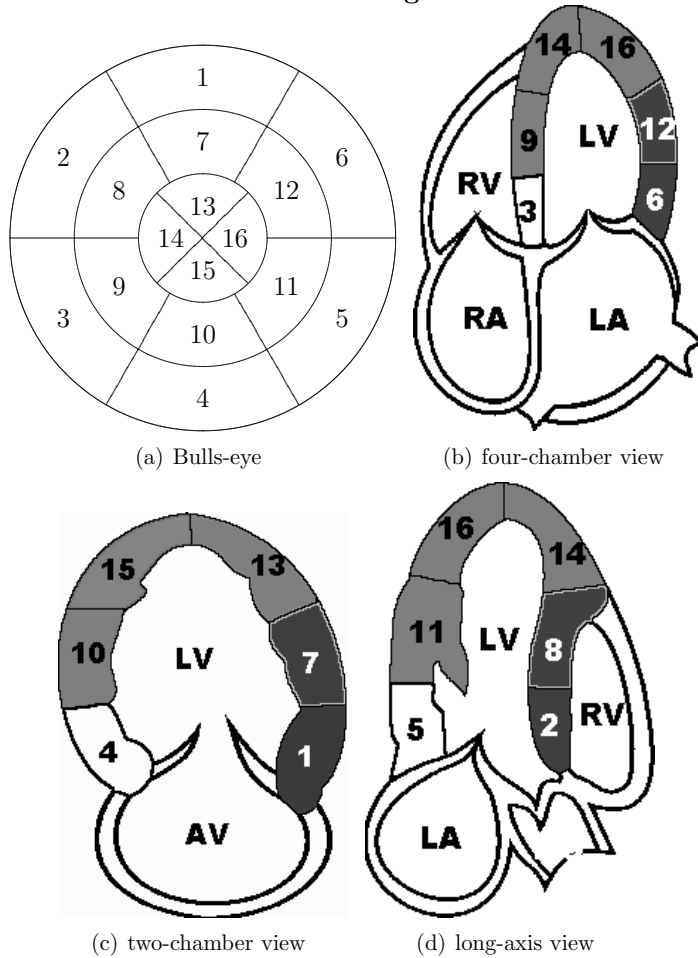 1
2
6
7
8
12
13
14
16
15
9
11
3
5
10
4
(a) Bulls-eye
14
16
9
12
LV
RV
3
6
RA
LA
(b) four-chamber view
15
13
10
LV
7
4
1
AV
(c) two-chamber view
16
14
11
LV
8
5
2
RV
LA
(d) long-axis view